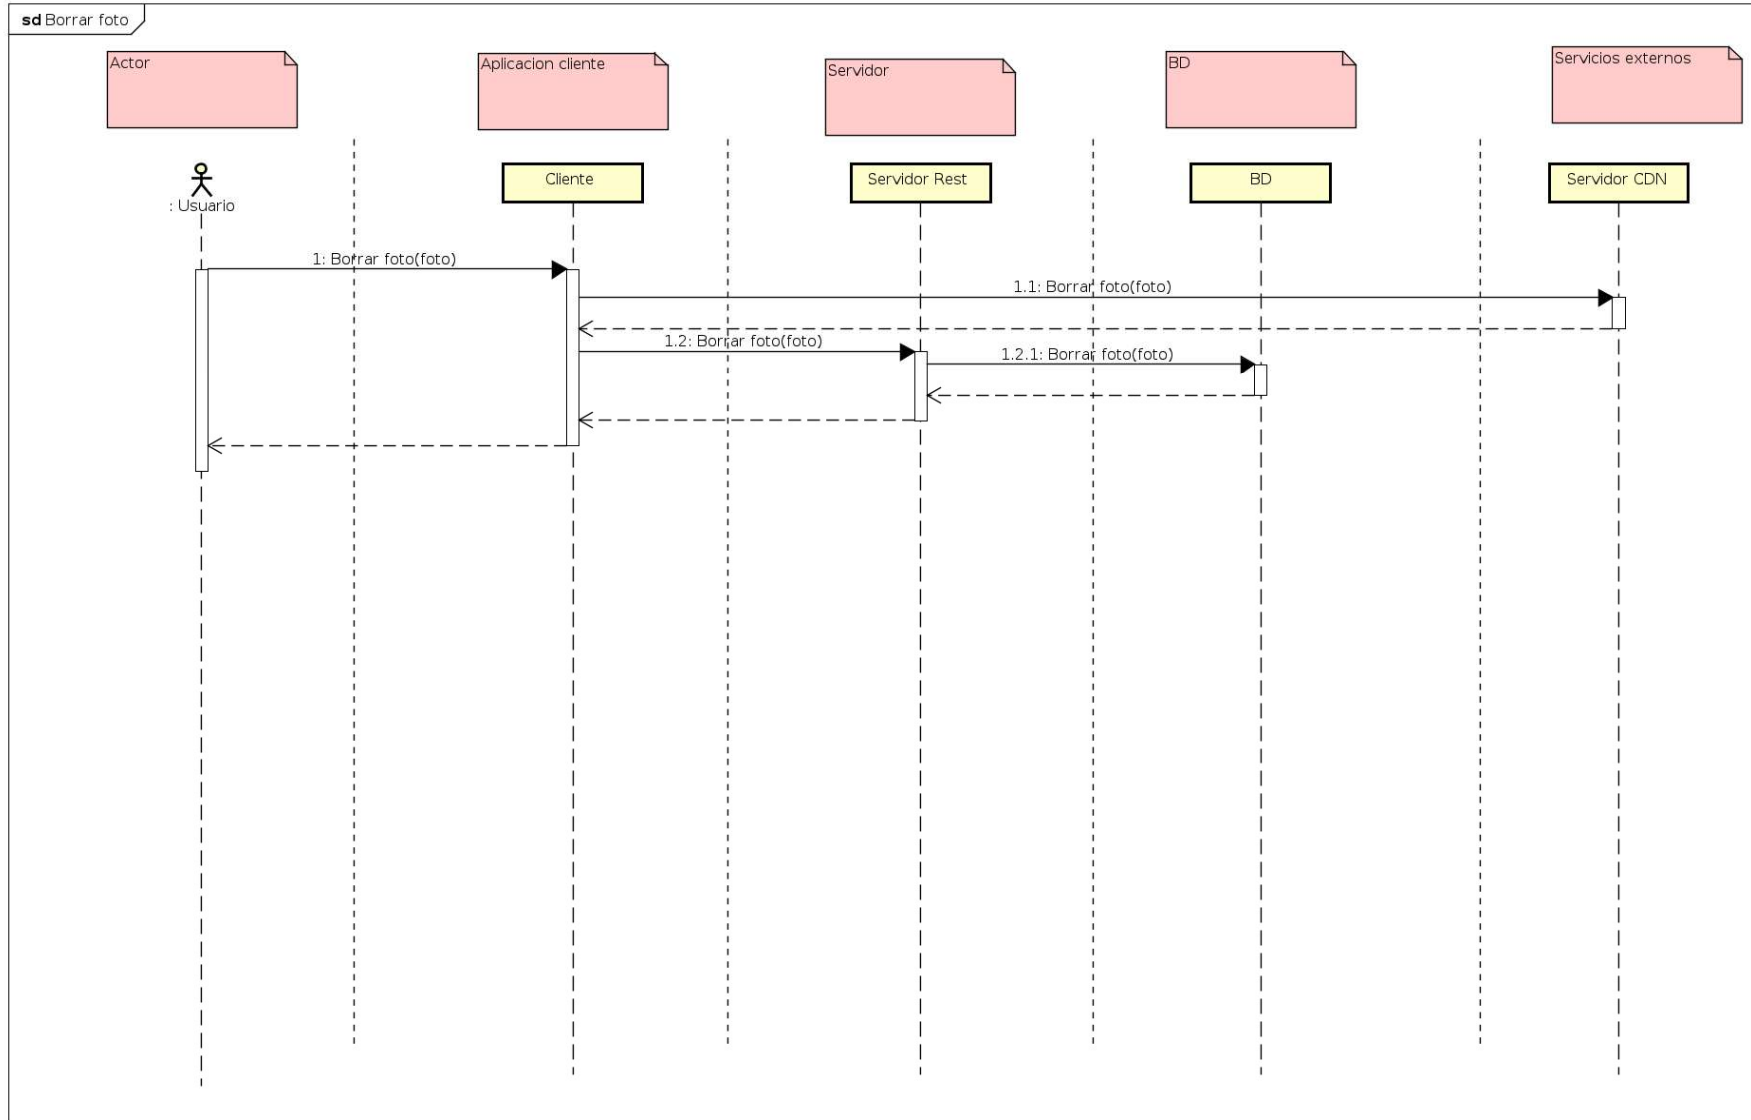 sd Borrar foto
Actor
Aplicacion cliente
Servidor
BD
Servicios externos
: Usuario
Cliente
Servidor Rest
BD
Servidor CDN
1: Borrar foto(foto)
1.1: Borrar foto(foto)
1.2: Borrar foto(foto)
1.2.1: Borrar foto(foto)